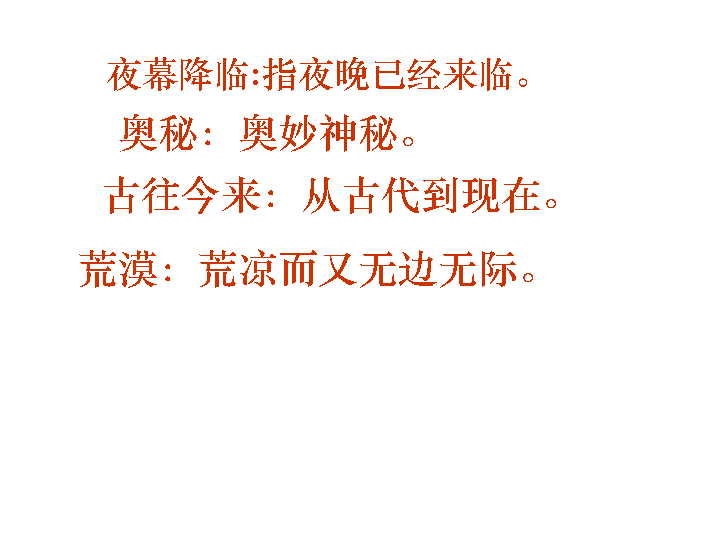 夜幕降临:指夜晚已经来临。
奥秘：奥妙神秘。
古往今来：从古代到现在。
荒漠：荒凉而又无边无际。